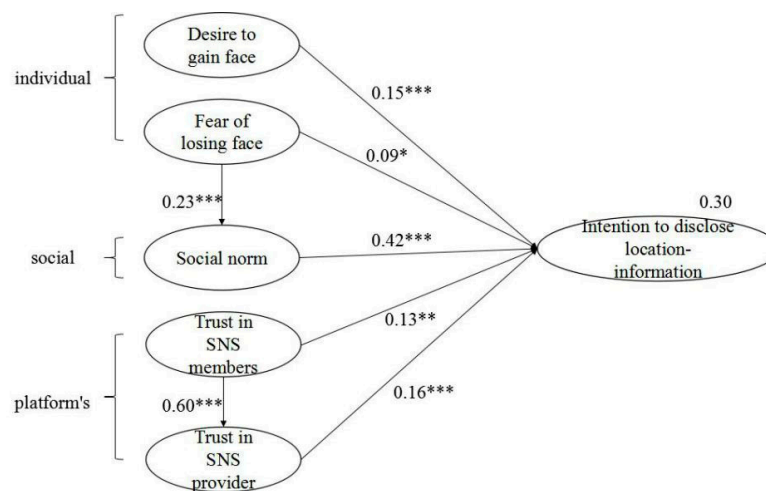 Desire to
gain face
individual
0.15***
Fear of
losing face
0.09*
0.23***
0.30
social
Social norm
0.42***
Intention to disclose
location-
information
Trust in
SNS
members
0.13**
platform's
0.60***
0.16***
Trust in
SNS
provider